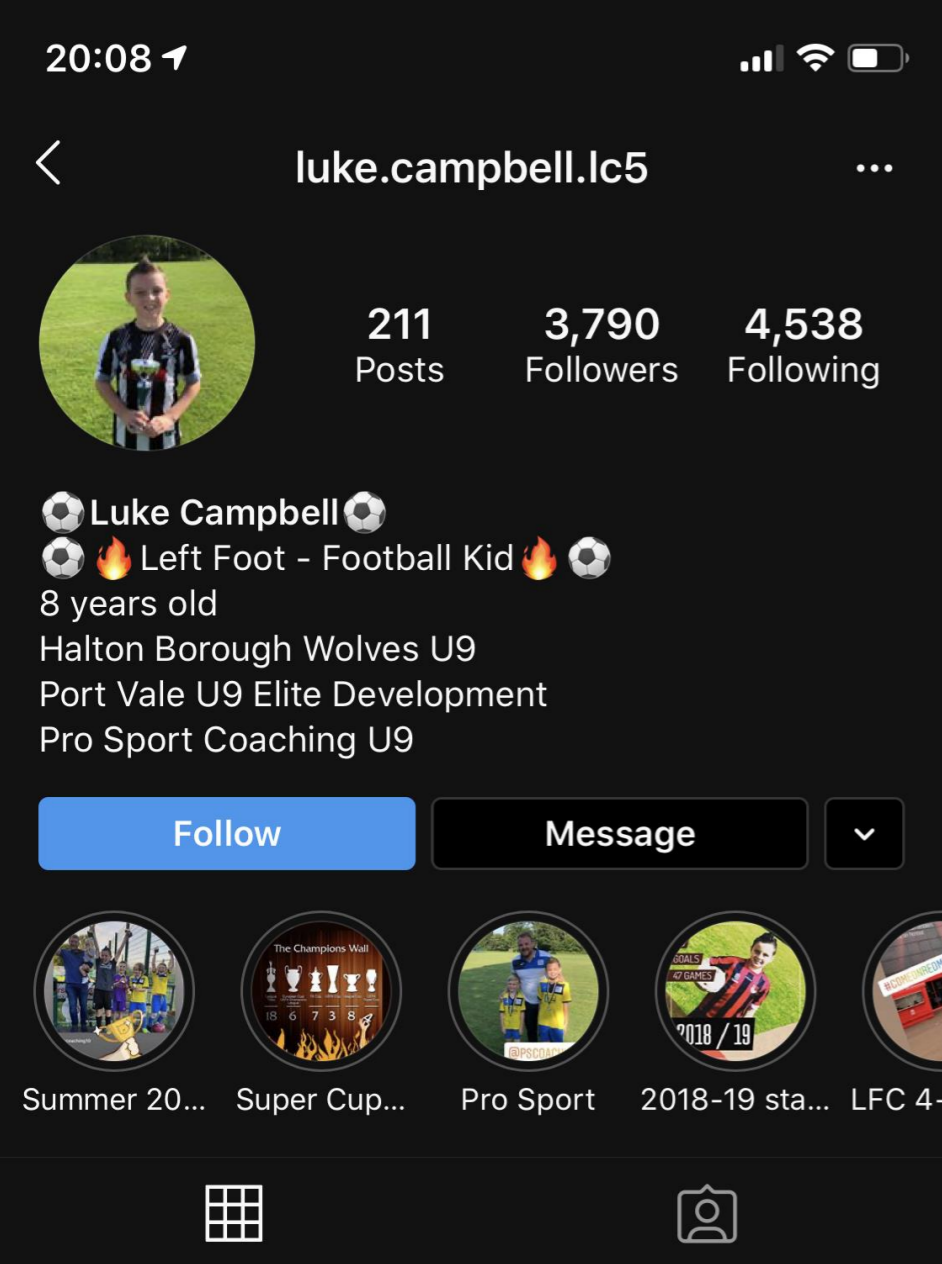 20:08
luke.campbell.lc5
211 3,790 4,538
Posts Followers Following
⚽Luke Campbell⚽
⚽🔥Left Foot - Football Kid🔥⚽
8 years old
Halton Borough Wolves U9
Port Vale U9 Elite Development
Pro Sport Coaching U9
Follow Message
The Champions Wall
18 6 7 3 8
@PSCOACH
GOALS
47 GAMES
2018 / 19
Summer 20... Super Cup... Pro Sport 2018-19 sta... LFC 4-